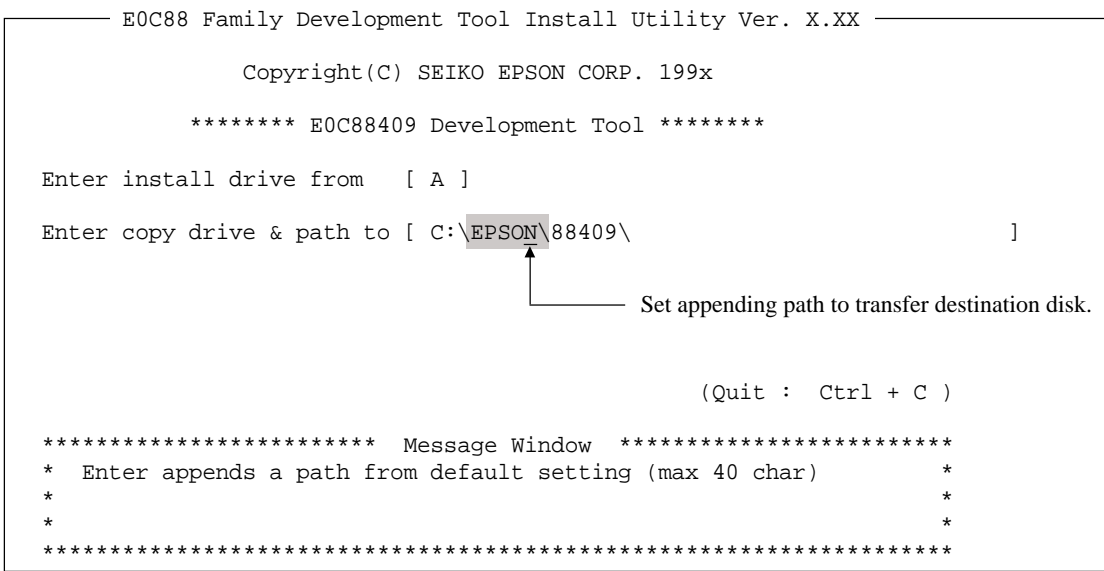 E0C88 Family Development Tool Install Utility Ver. X.XX
Copyright(C) SEIKO EPSON CORP. 199x
******** E0C88409 Development Tool ********
Enter install drive from [ A ]
Enter copy drive & path to [ C:\EPSON\88409\ ]
Set appending path to transfer destination disk.
(Quit : Ctrl + C )
************************* Message Window *************************
* Enter appends a path from default setting (max 40 char) *
* *
* *
********************************************************************